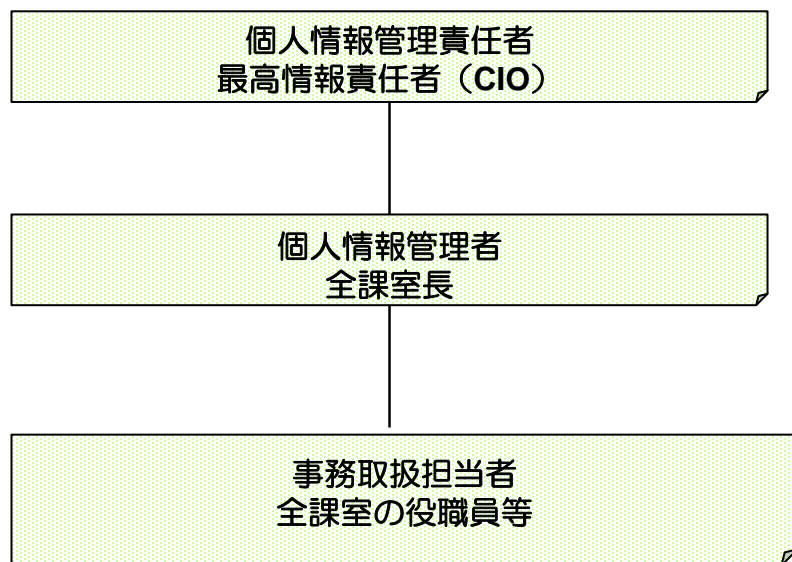 個人情報管理責任者
最高情報責任者（CIO）
個人情報管理者
全課室長
事務取扱担当者
全課室の役職員等